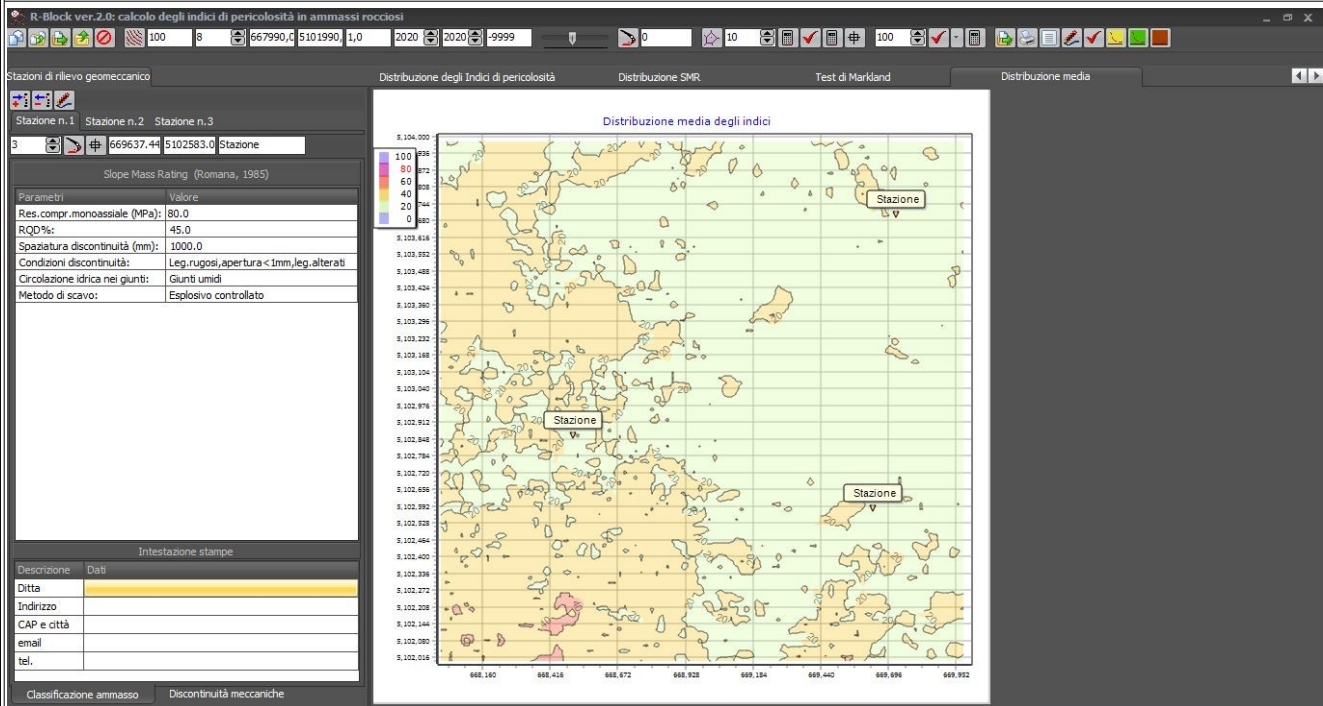 R-Block ver.2.0: calcolo degli indici di pericolosità in ammassi rocciosi
100 8 667990,0 5101990, 1,0 2020 2020 -9999 0 10 100
Stazioni di rilievo geomeccanico
Distribuzione degli Indici di pericolosità Distribuzione SMR Test di Markland Distribuzione media
Stazione n.1 Stazione n.2 Stazione n.3
3 669637.44 5102583.0 Stazione
Slope Mass Rating (Romana, 1985)
Parametri Valore
Res.compr.monoassiale (MPa): 80.0
RQD%: 45.0
Spaziatura discontinuità (mm): 1000.0
Condizioni discontinuità: Leg.rugosi,apertura<1mm,leg.alterati
Circolazione idrica nei giunti: Giunti umidi
Metodo di scavo: Esplosivo controllato
Intestazione stampe
Descrizione Dati
Ditta
Indirizzo
CAP e città
email
tel.
Classificazione ammasso Discontinuità meccaniche
Distribuzione media degli indici
100
80
60
40
20
0
5,104,000
936
872
808
744
680
5,103,616
5,103,552
5,103,488
5,103,424
5,103,360
5,103,296
5,103,232
5,103,168
5,103,104
5,103,040
5,102,976
5,102,912
5,102,848
5,102,784
5,102,720
5,102,656
5,102,592
5,102,528
5,102,464
5,102,400
5,102,336
5,102,272
5,102,208
5,102,144
5,102,080
5,102,016
Stazione
Stazione
Stazione
668,160 668,416 668,672 668,928 669,184 669,440 669,696 669,952